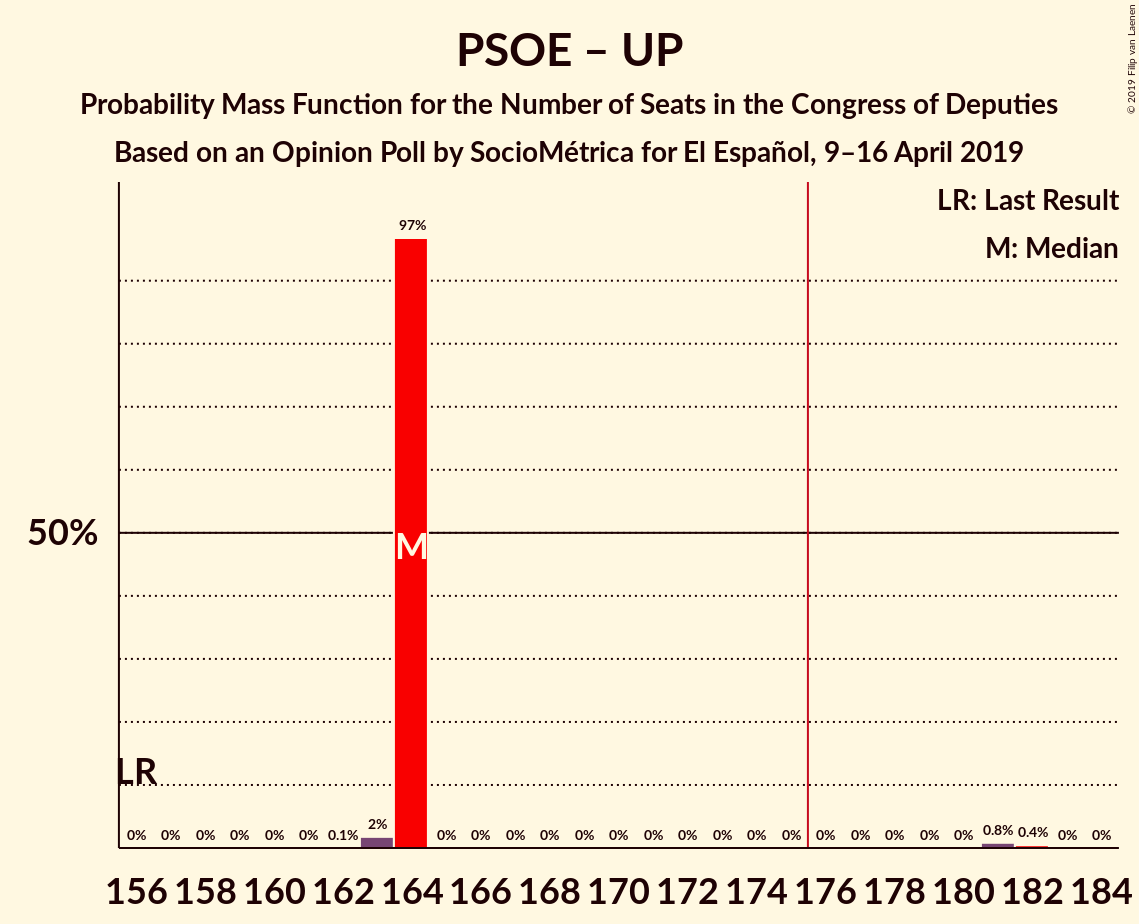 PSOE – UP
Probability Mass Function for the Number of Seats in the Congress of Deputies
Based on an Opinion Poll by SocioMétrica for El Español, 9–16 April 2019
© 2019 Filip van Laenen
LR: Last Result
M: Median
97%
50%
M
LR
0% 0% 0% 0% 0% 0% 0.1% 2% 0% 0% 0% 0% 0% 0% 0% 0% 0% 0% 0% 0% 0% 0% 0% 0% 0.8% 0.4% 0% 0%
156 158 160 162 164 166 168 170 172 174 176 178 180 182 184